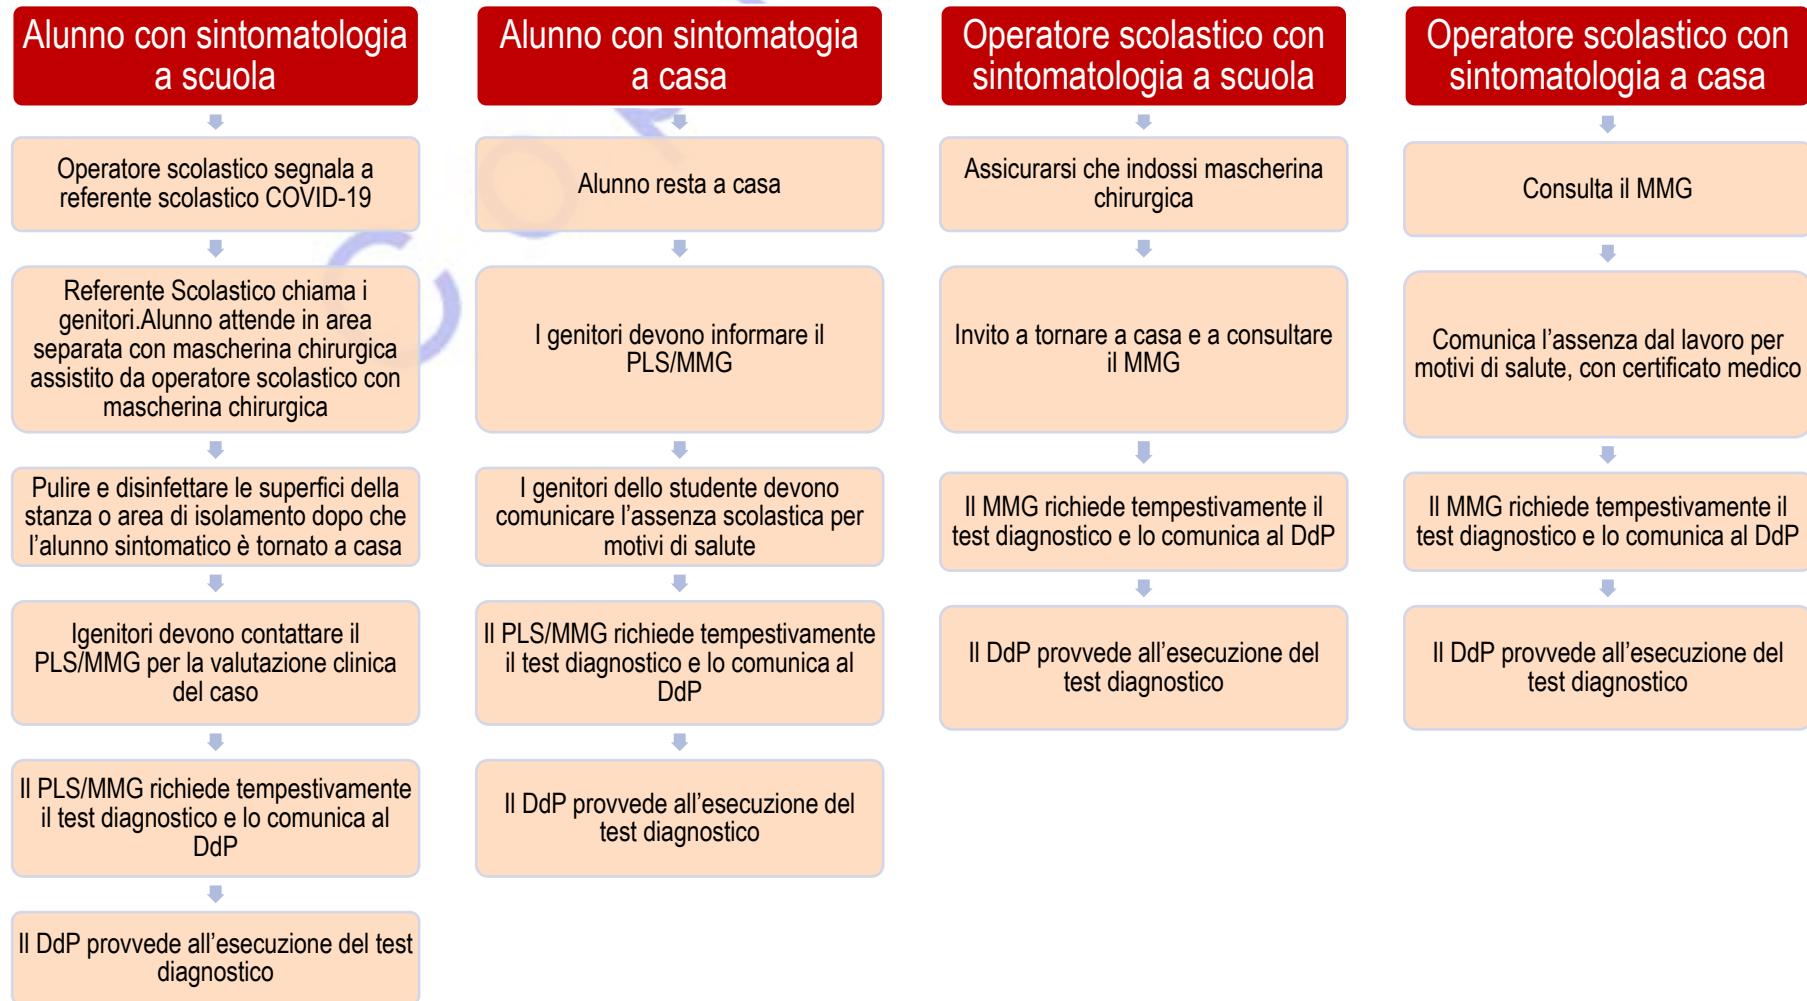 Alunno con sintomatologia
a scuola
Operatore scolastico segnala a
referente scolastico COVID-19
Referente Scolastico chiama i
genitori.Alunno attende in area
separata con mascherina chirurgica
assistito da operatore scolastico con
mascherina chirurgica
Pulire e disinfettare le superfici della
stanza o area di isolamento dopo che
l’alunno sintomatico è tornato a casa
Igenitori devono contattare il
PLS/MMG per la valutazione clinica
del caso
Il PLS/MMG richiede tempestivamente
il test diagnostico e lo comunica al
DdP
Il DdP provvede all’esecuzione del test
diagnostico
Alunno con sintomatogia
a casa
Alunno resta a casa
I genitori devono informare il
PLS/MMG
I genitori dello studente devono
comunicare l’assenza scolastica per
motivi di salute
Il PLS/MMG richiede tempestivamente
il test diagnostico e lo comunica al
DdP
Il DdP provvede all’esecuzione del
test diagnostico
Operatore scolastico con
sintomatologia a scuola
Assicurarsi che indossi mascherina
chirurgica
Invito a tornare a casa e a consultare
il MMG
Il MMG richiede tempestivamente il
test diagnostico e lo comunica al DdP
Il DdP provvede all’esecuzione del
test diagnostico
Operatore scolastico con
sintomatologia a casa
Consulta il MMG
Comunica l’assenza dal lavoro per
motivi di salute, con certificato medico
Il MMG richiede tempestivamente il
test diagnostico e lo comunica al DdP
Il DdP provvede all’esecuzione del
test diagnostico